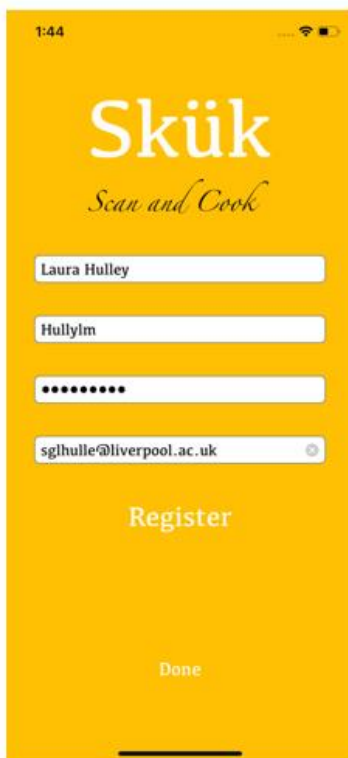 1:44
Skük
Scan and Cook
Laura Hulley
Hullylm
•••••••••
sglhulle@liverpool.ac.uk
Register
Done